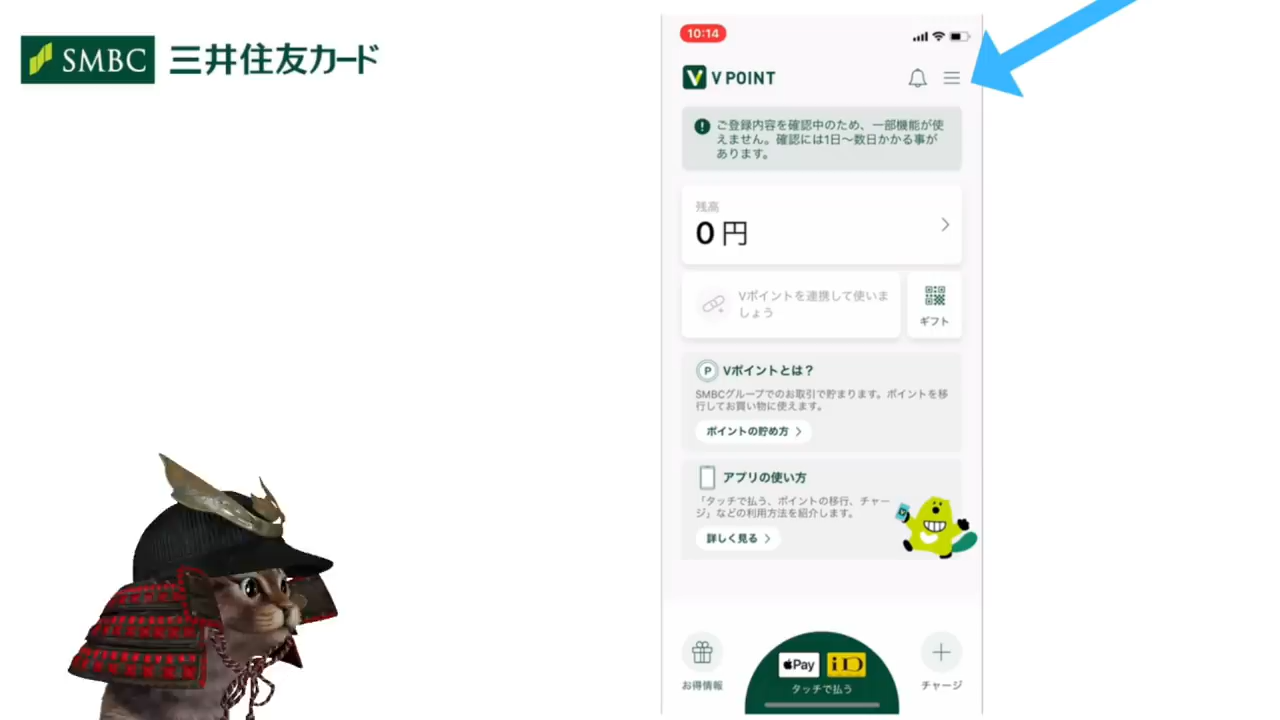 SMBC 三井住友カード
10:14
V POINT
ご登録内容を確認中のため、一部機能が使
えません。確認には1日〜数日かかる事が
あります。
残高
0 円
Vポイントを連携して使いま
しょう
ギフト
P Vポイントとは？
SMBCグループでのお取引で貯まります。ポイントを移
行してお買い物に使えます。
ポイントの貯め方
アプリの使い方
「タッチで払う、ポイントの移行、チャー
ジ」などの利用方法を紹介します。
詳しく見る
お得情報
Pay iD
タッチで払う
チャージ